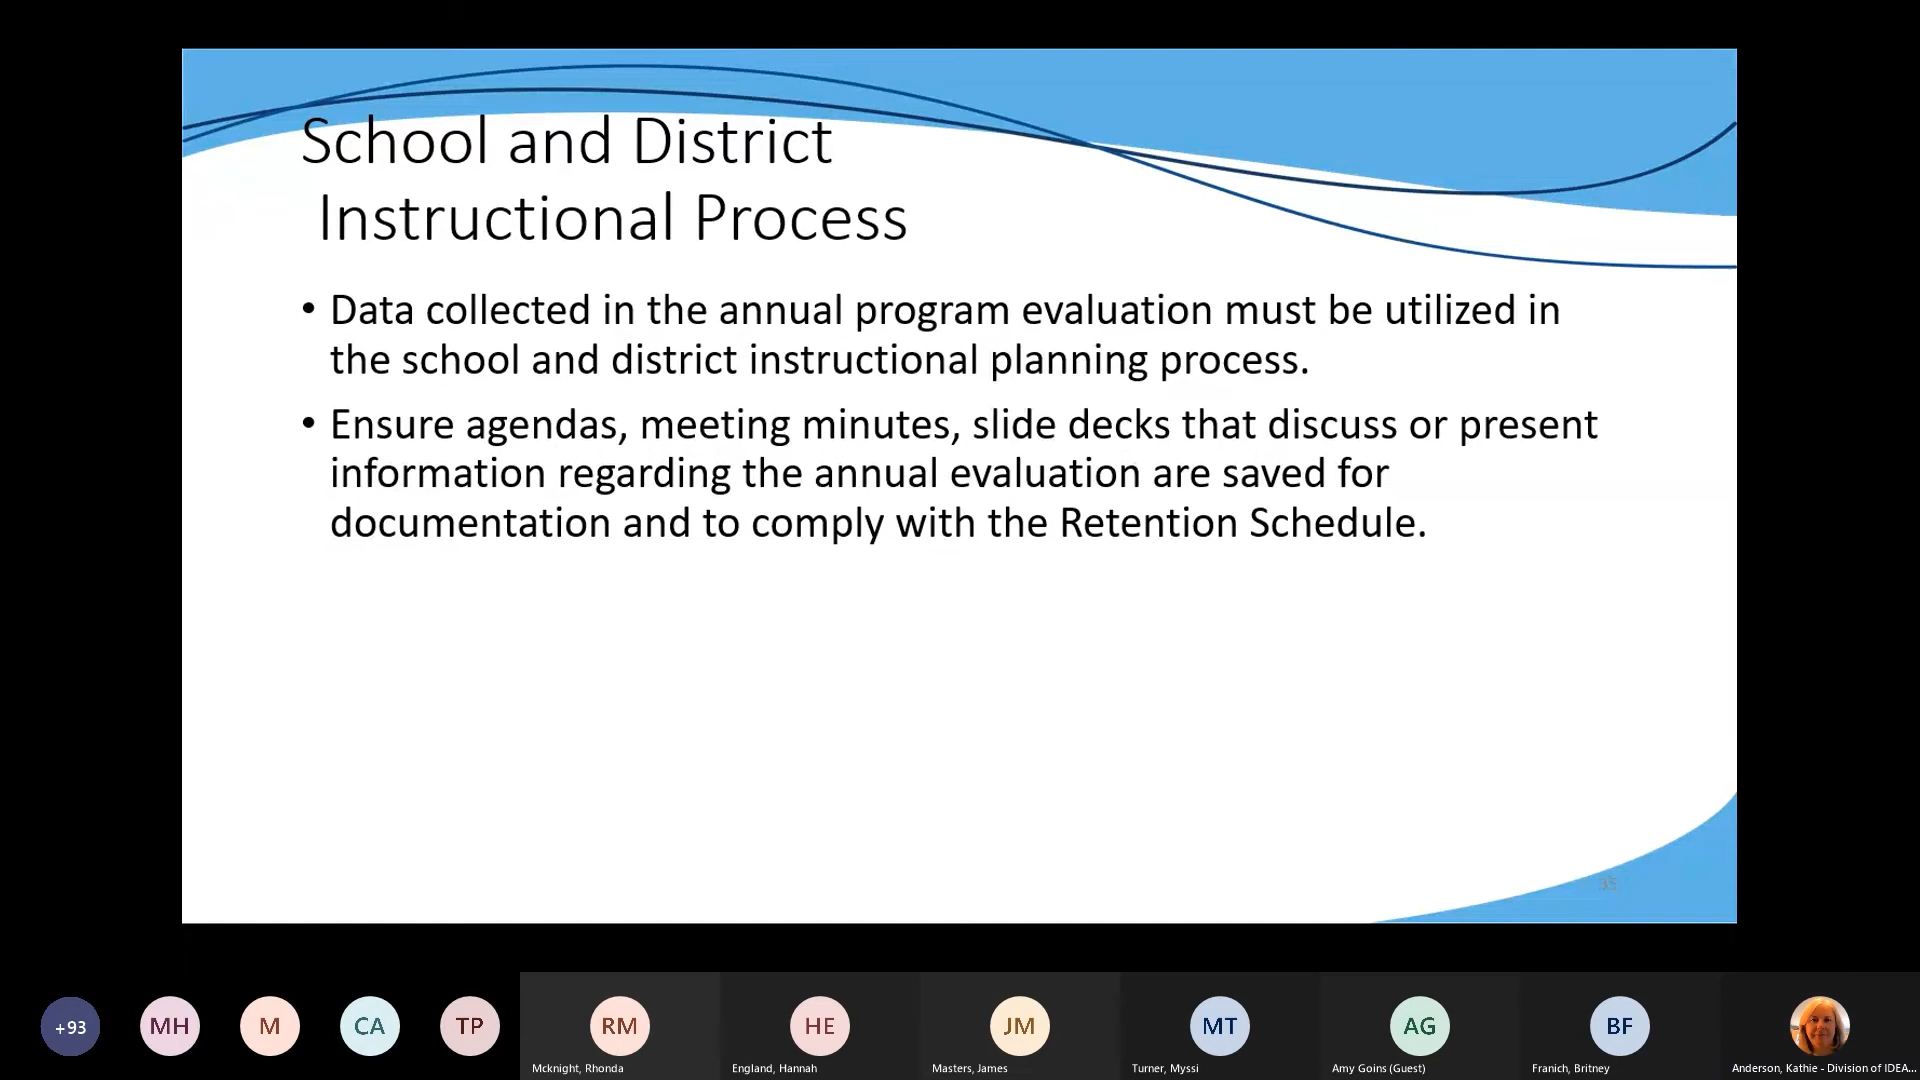 School and District
Instructional Process
• Data collected in the annual program evaluation must be utilized in
the school and district instructional planning process.
• Ensure agendas, meeting minutes, slide decks that discuss or present
information regarding the annual evaluation are saved for
documentation and to comply with the Retention Schedule.
35
+93
MH
M
CA
TP
RM
HE
JM
MT
AG
BF
Mcknight, Rhonda
England, Hannah
Masters, James
Turner, Myssi
Amy Goins (Guest)
Franich, Britney
Anderson, Kathie - Division of IDEA...